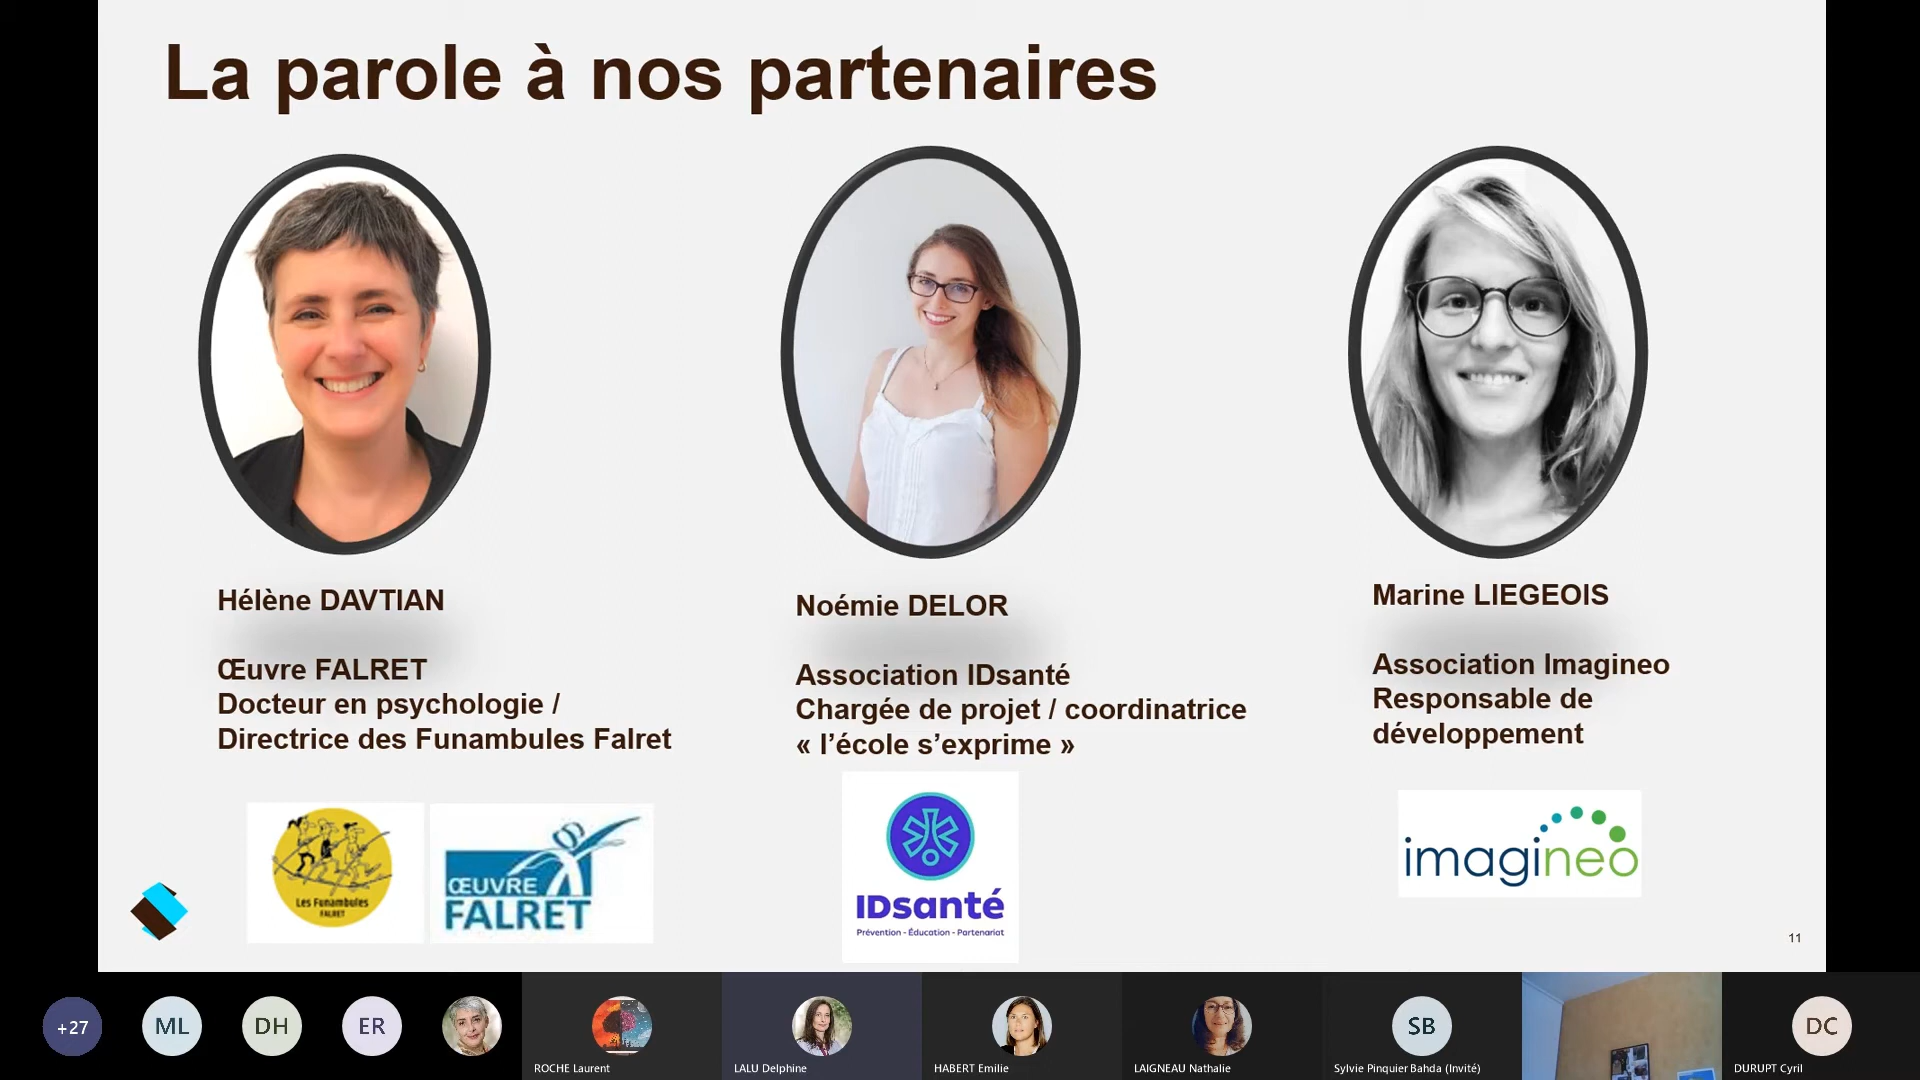 La parole à nos partenaires
Hélène DAVTIAN
Œuvre FALRET
Docteur en psychologie /
Directrice des Funambules Falret
Les Funambules
FALRET
ŒUVRE
FALRET
Noémie DELOR
Association IDsanté
Chargée de projet / coordinatrice
« l’école s’exprime »
IDsanté
Prévention - Éducation - Partenariat
Marine LIEGEOIS
Association Imagineo
Responsable de
développement
imagineo
11
+27
ML
DH
ER
ROCHE Laurent
LALU Delphine
HABERT Emilie
LAIGNEAU Nathalie
SB
Sylvie Pinquier Bahda (Invité)
DC
DURUPT Cyril